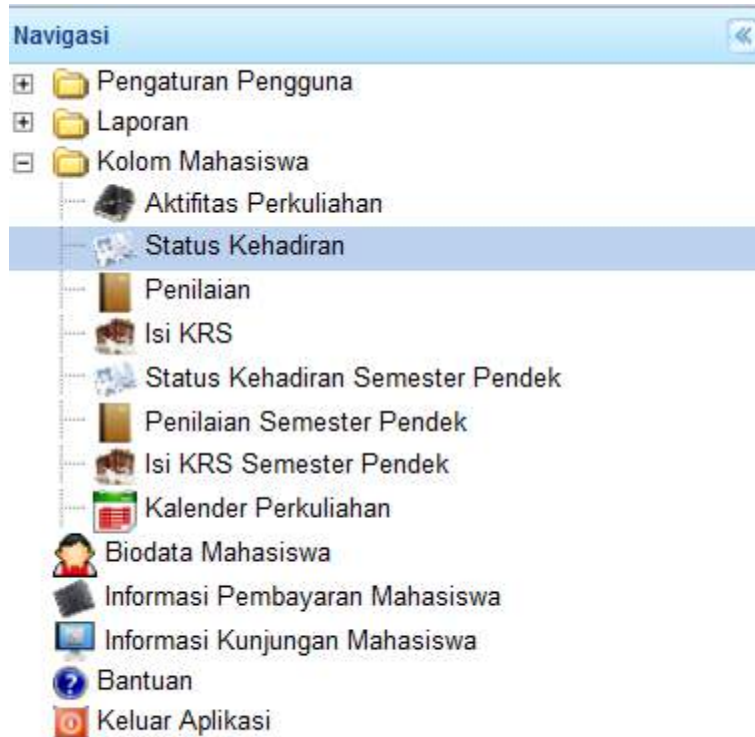 Navigasi
Pengaturan Pengguna
Laporan
Kolom Mahasiswa
Aktifitas Perkuliahan
Status Kehadiran
Penilaian
Isi KRS
Status Kehadiran Semester Pendek
Penilaian Semester Pendek
Isi KRS Semester Pendek
Kalender Perkuliahan
Biodata Mahasiswa
Informasi Pembayaran Mahasiswa
Informasi Kunjungan Mahasiswa
Bantuan
Keluar Aplikasi